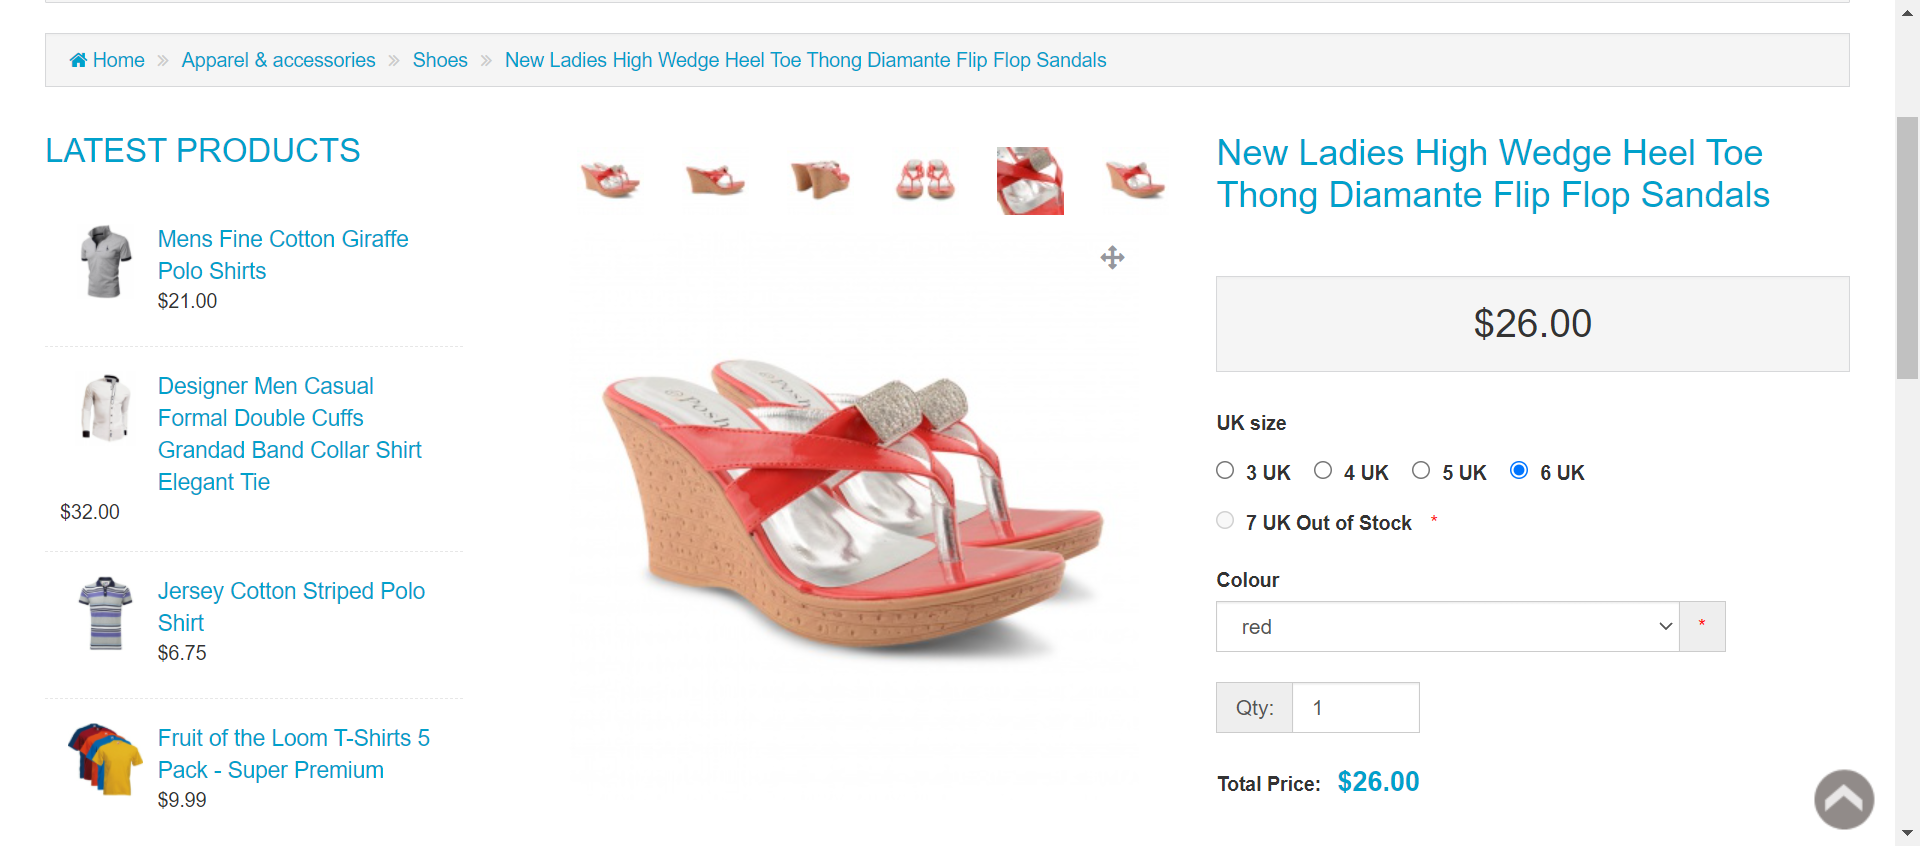 Home » Apparel & accessories » Shoes » New Ladies High Wedge Heel Toe Thong Diamante Flip Flop Sandals
LATEST PRODUCTS
Mens Fine Cotton Giraffe
Polo Shirts
$21.00
Designer Men Casual
Formal Double Cuffs
Grandad Band Collar Shirt
Elegant Tie
$32.00
Jersey Cotton Striped Polo
Shirt
$6.75
Fruit of the Loom T-Shirts 5
Pack - Super Premium
$9.99
Posh
Posh
New Ladies High Wedge Heel Toe
Thong Diamante Flip Flop Sandals
$26.00
UK size
3 UK 4 UK 5 UK 6 UK
7 UK Out of Stock *
Colour
red *
Qty: 1
Total Price: $26.00